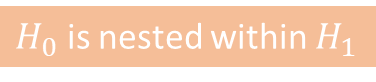 H₀ is nested within H₁